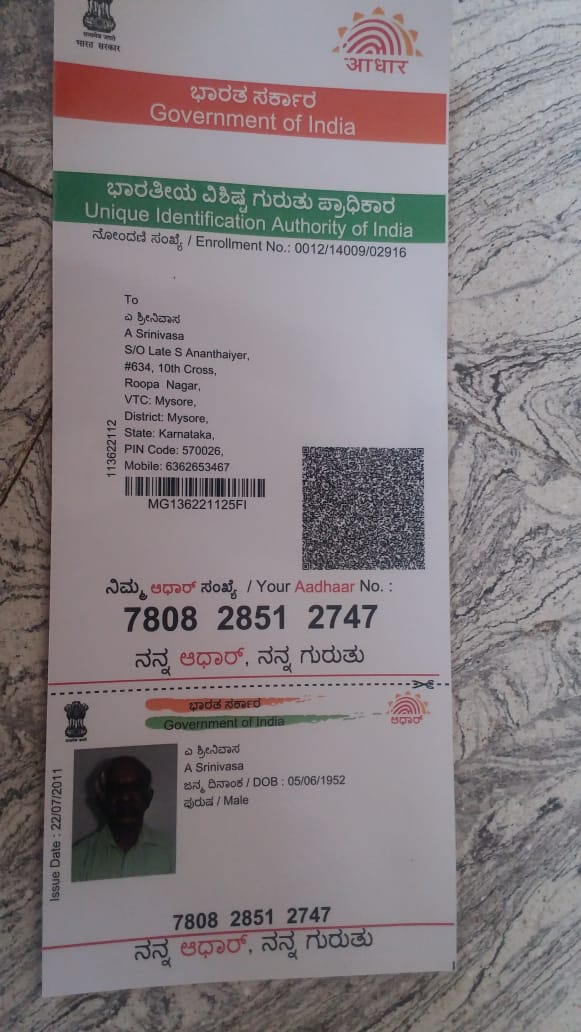 सत्यमेव जयते
भारत सरकार
आधार
ಭಾರತ ಸರ್ಕಾರ
Government of India
ಭಾರತೀಯ ವಿಶಿಷ್ಟ ಗುರುತು ಪ್ರಾಧಿಕಾರ
Unique Identification Authority of India
ನೋಂದಣಿ ಸಂಖ್ಯೆ / Enrollment No.: 0012/14009/02916
To
ಎ ಶ್ರೀನಿವಾಸ
A Srinivasa
S/O Late S Ananthaiyer,
#634, 10th Cross,
Roopa Nagar,
VTC: Mysore,
District: Mysore,
State: Karnataka,
PIN Code: 570026,
Mobile: 6362653467
113622112
MG136221125FI
ನಿಮ್ಮ ಆಧಾರ್ ಸಂಖ್ಯೆ / Your Aadhaar No. :
7808 2851 2747
ನನ್ನ ಆಧಾರ್, ನನ್ನ ಗುರುತು
ಭಾರತ ಸರ್ಕಾರ
Government of India
ಆಧಾರ್
ಎ ಶ್ರೀನಿವಾಸ
A Srinivasa
ಜನ್ಮ ದಿನಾಂಕ / DOB : 05/06/1952
ಪುರುಷ / Male
Issue Date : 22/07/2011
7808 2851 2747
ನನ್ನ ಆಧಾರ್, ನನ್ನ ಗುರುತು